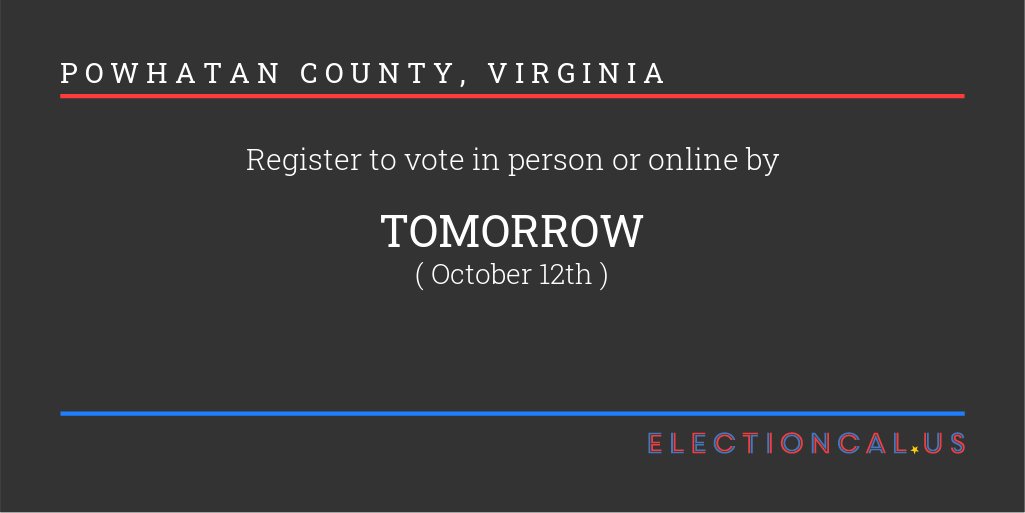 POWHATAN COUNTY, VIRGINIA
Register to vote in person or online by
TOMORROW
( October 12th )
ELECTIONCAL.US